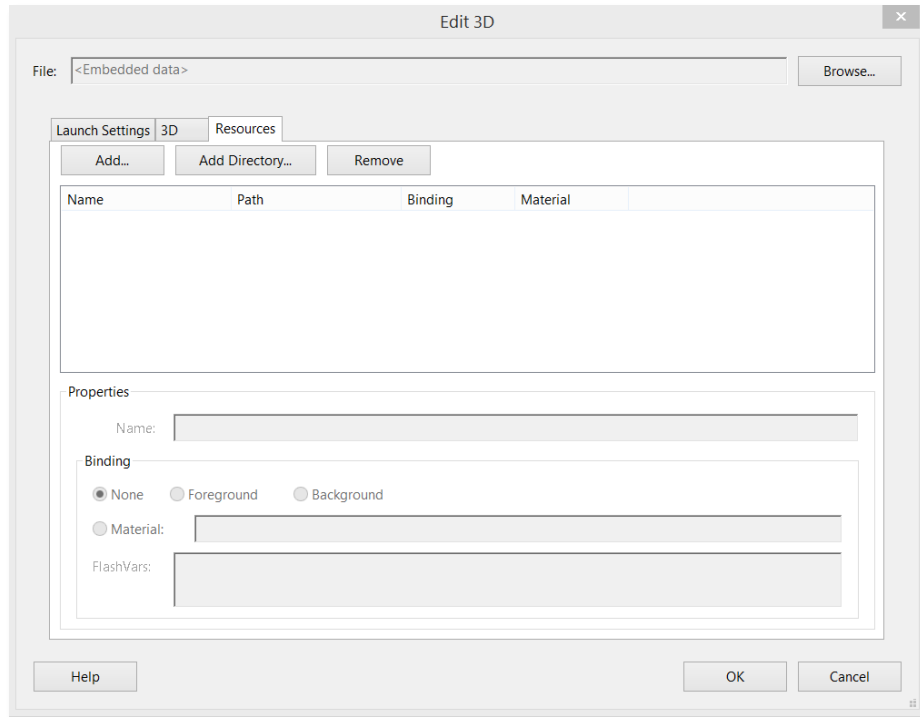 Edit 3D
File: <Embedded data> Browse...
Launch Settings 3D Resources
Add... Add Directory... Remove
Name Path Binding Material
Properties
Name:
Binding
None Foreground Background
Material:
FlashVars:
Help OK Cancel